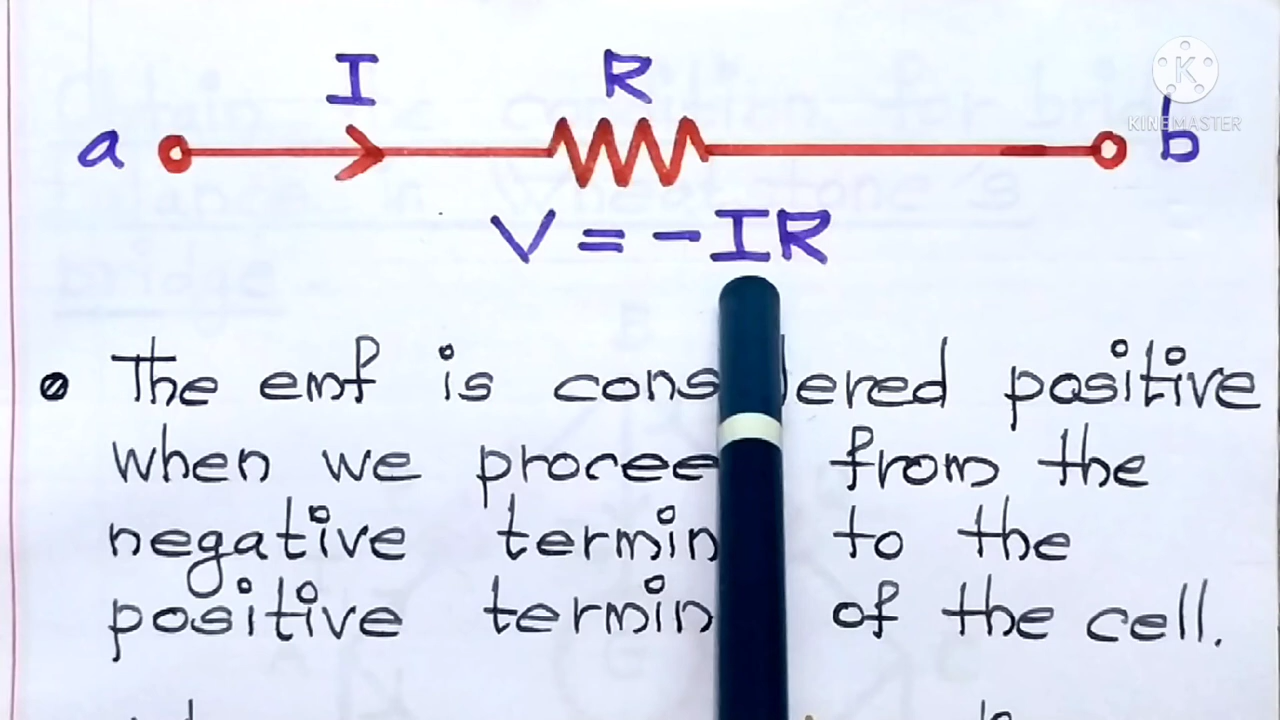 I R
a b
KINEMASTER
V = -IR
The emf is cons ered positive
when we procee from the
negative termin to the
positive termin of the cell.